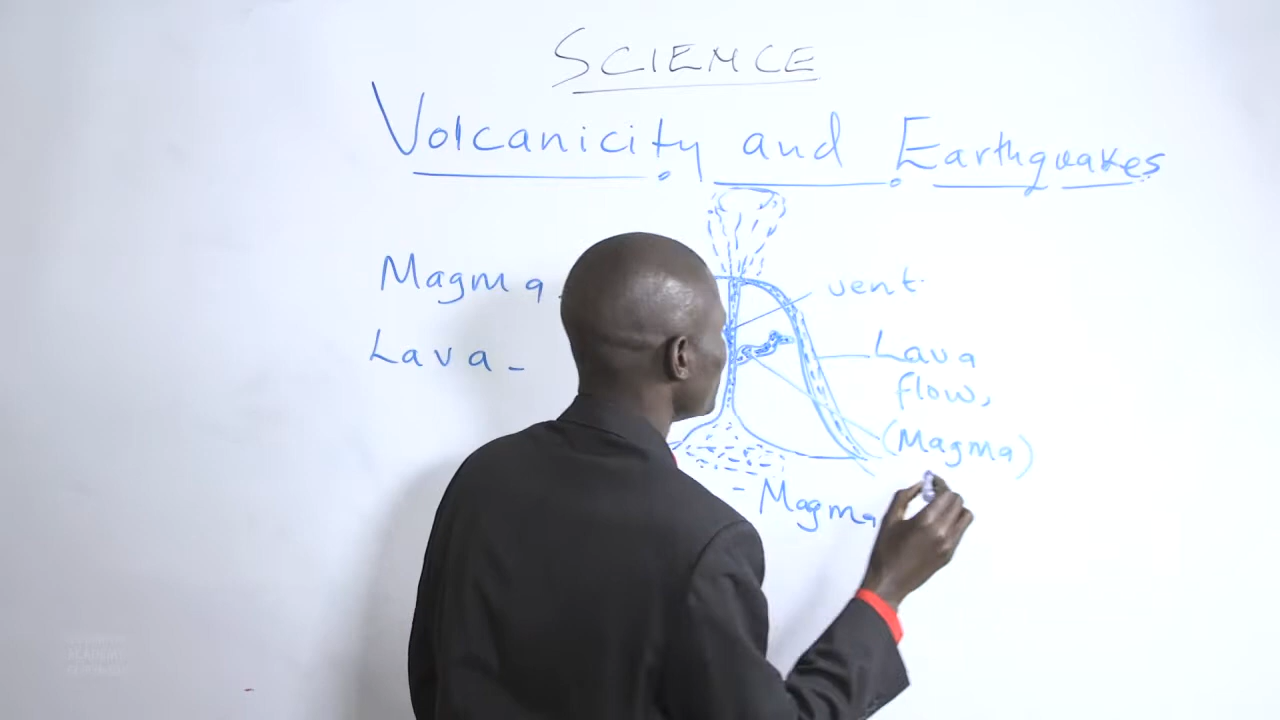 SCIENCE
Volcanicity and Earthquakes
Magma
vent.
Lava -
Lava
flow,
(Magma)
- Magma